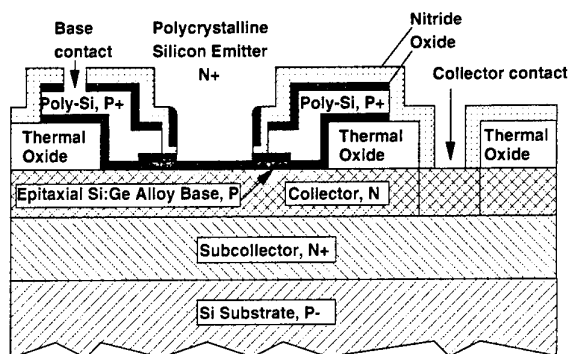 Base
contact
Polycrystalline
Silicon Emitter
N+
Nitride
Oxide
Collector contact
Poly-Si, P+
Poly-Si, P+
Thermal
Oxide
Thermal
Oxide
Thermal
Oxide
Epitaxial Si:Ge Alloy Base, P
Collector, N
Subcollector, N+
Si Substrate, P-